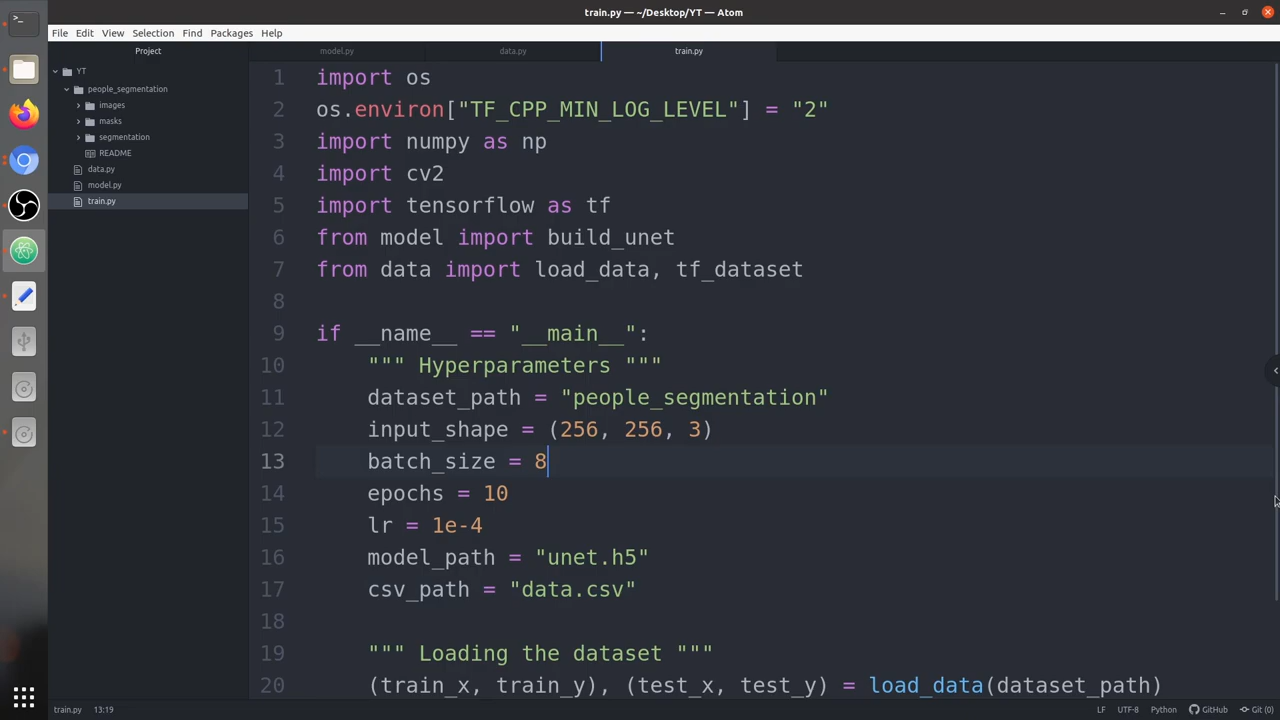 train.py — ~/Desktop/YT — Atom
File Edit View Selection Find Packages Help
Project
model.py
data.py
train.py
YT
people_segmentation
images
masks
segmentation
README
data.py
model.py
train.py
1 import os
2 os.environ["TF_CPP_MIN_LOG_LEVEL"] = "2"
3 import numpy as np
4 import cv2
5 import tensorflow as tf
6 from model import build_unet
7 from data import load_data, tf_dataset
8
9 if __name__ == "__main__":
10 """ Hyperparameters """
11 dataset_path = "people_segmentation"
12 input_shape = (256, 256, 3)
13 batch_size = 8
14 epochs = 10
15 lr = 1e-4
16 model_path = "unet.h5"
17 csv_path = "data.csv"
18
19 """ Loading the dataset """
20 (train_x, train_y), (test_x, test_y) = load_data(dataset_path)
train.py 13:19 LF UTF-8 Python GitHub Git (0)